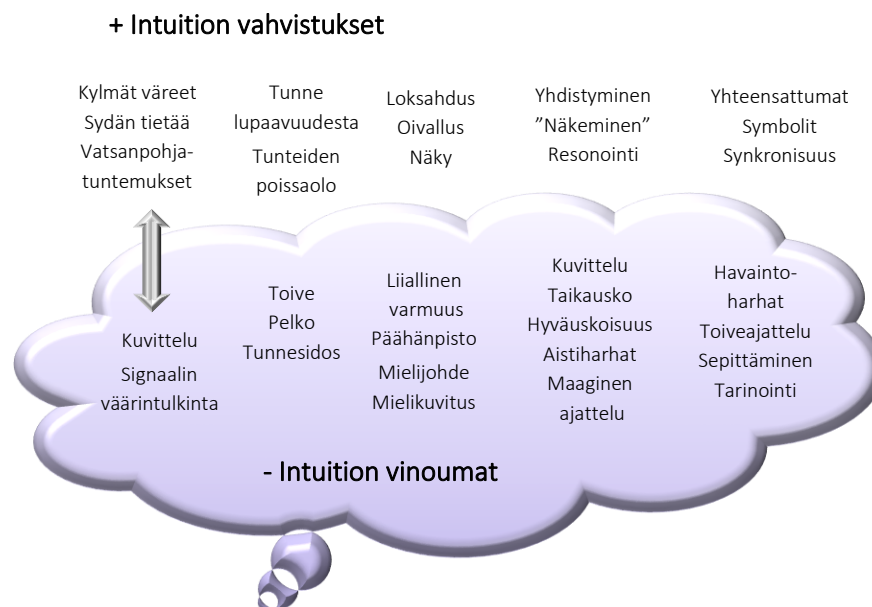 + Intuition vahvistukset
Kylmät väreet
Sydän tietää
Vatsanpohja-
tuntemukset
Tunne
lupaavuudesta
Tunteiden
poissaolo
Loksahdus
Oivallus
Näky
Yhdistyminen
”Näkeminen”
Resonointi
Yhteensattumat
Symbolit
Synkronisuus
Kuvittelu
Signaalin
väärintulkinta
Toive
Pelko
Tunnesidos
Liiallinen
varmuus
Päähänpisto
Mielijohde
Mielikuvitus
Kuvittelu
Taikausko
Hyväuskoisuus
Aistiharhat
Maaginen
ajattelu
Havainto-
harhat
Toiveajattelu
Sepittäminen
Tarinointi
- Intuition vinoumat